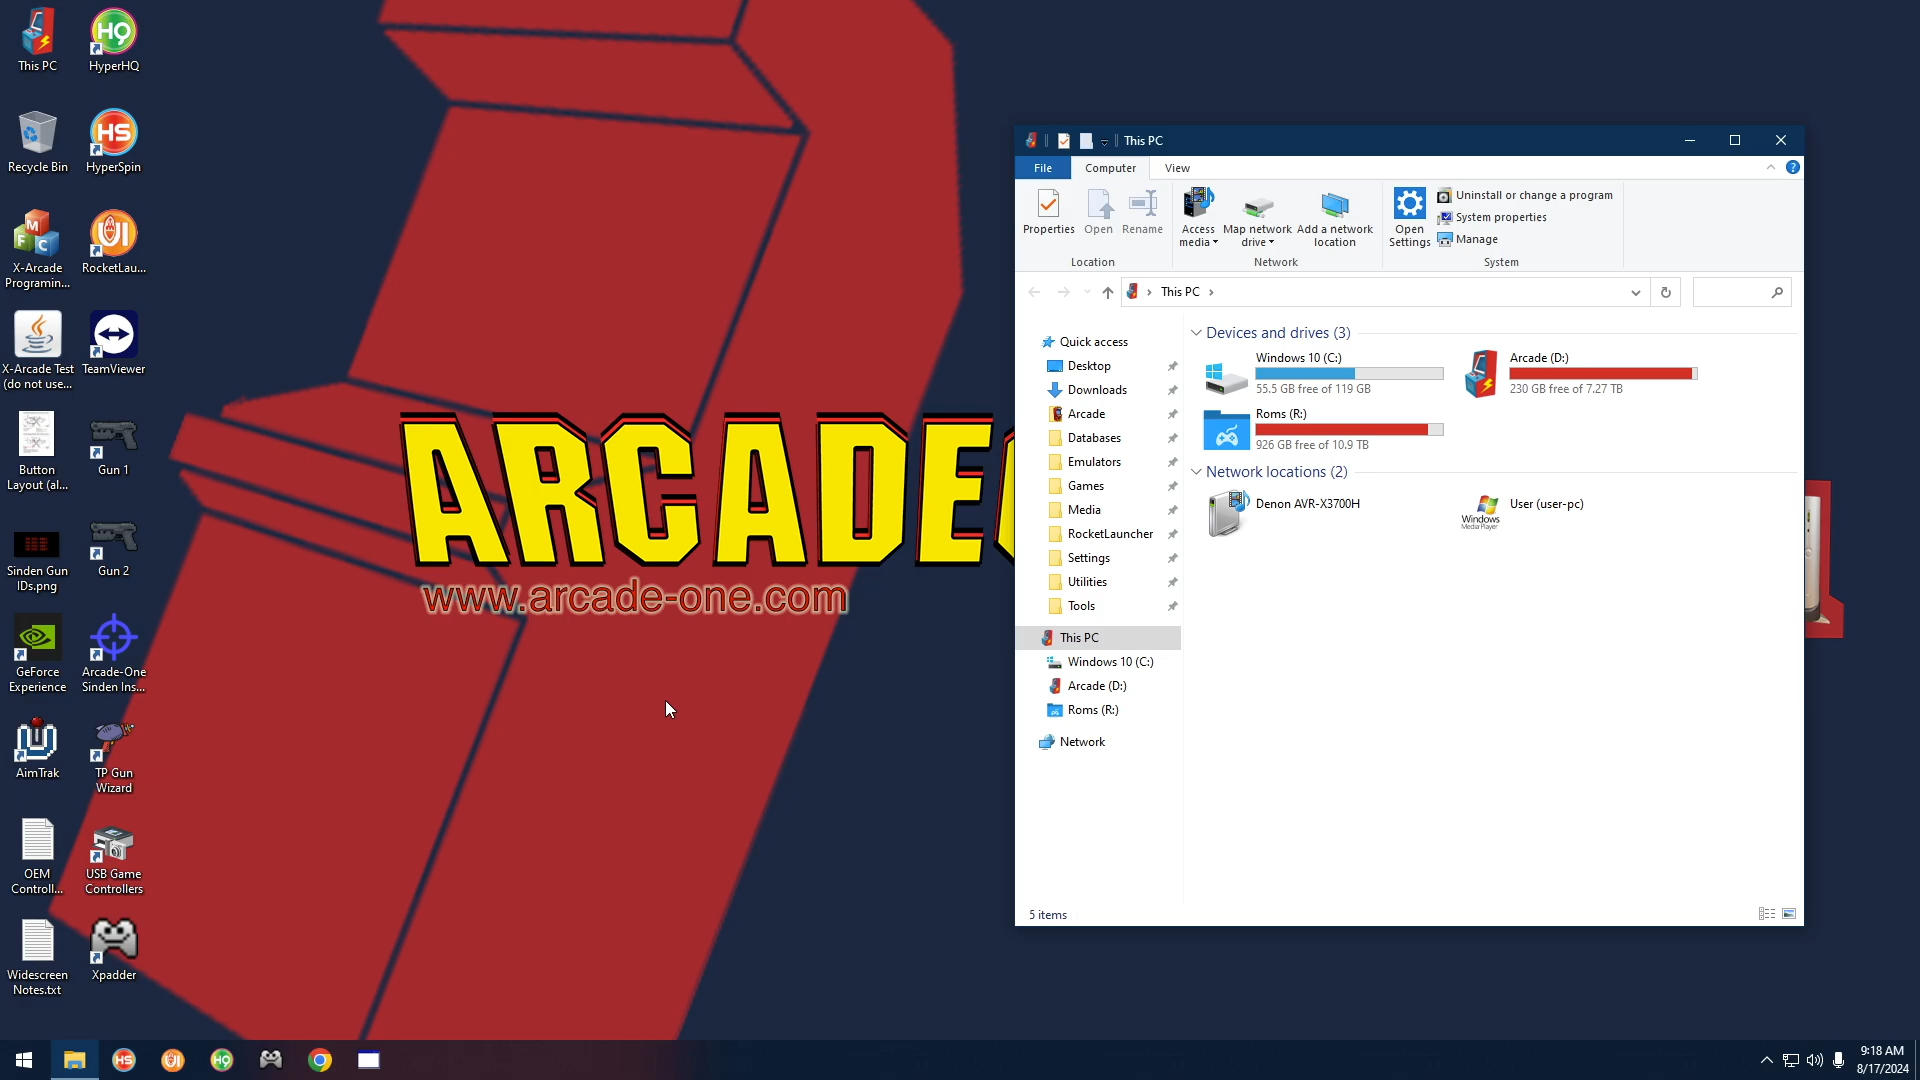 This PC
HyperHQ
Recycle Bin
HyperSpin
X-Arcade
Programin...
RocketLau...
X-Arcade Test
(do not use...
TeamViewer
Button
Layout (al...
Gun 1
Sinden Gun
IDs.png
Gun 2
GeForce
Experience
Arcade-One
Sinden Ins...
AimTrak
TP Gun
Wizard
OEM
Controll...
USB Game
Controllers
Widescreen
Notes.txt
Xpadder
ARCADE
www.arcade-one.com
This PC
File
Computer
View
Properties
Open
Rename
Access
media
Map network
drive
Add a network
location
Open
Settings
Uninstall or change a program
System properties
Manage
Location
Network
System
This PC
Quick access
Desktop
Downloads
Arcade
Databases
Emulators
Games
Media
RocketLauncher
Settings
Utilities
Tools
This PC
Windows 10 (C:)
Arcade (D:)
Roms (R:)
Network
Devices and drives (3)
Windows 10 (C:)
55.5 GB free of 119 GB
Arcade (D:)
230 GB free of 7.27 TB
Roms (R:)
926 GB free of 10.9 TB
Network locations (2)
Denon AVR-X3700H
User (user-pc)
Windows
Media Player
5 items
9:18 AM
8/17/2024